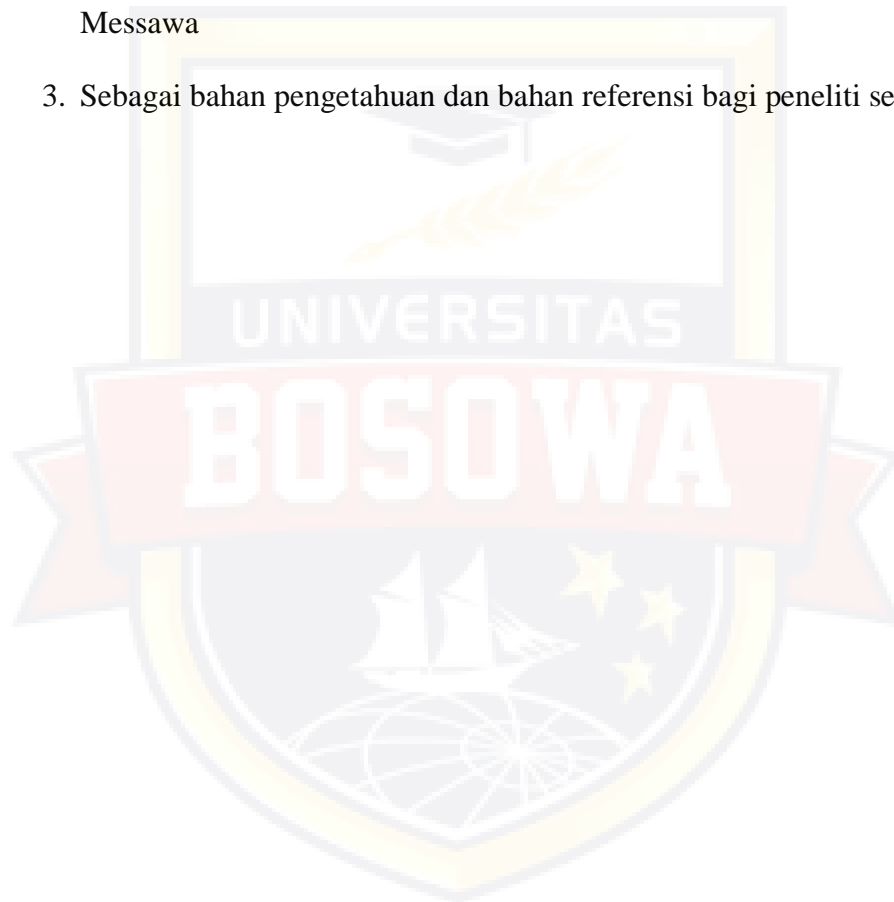 Messawa
3. Sebagai bahan pengetahuan dan bahan referensi bagi peneliti se
UNIVERSITAS
BOSOWA